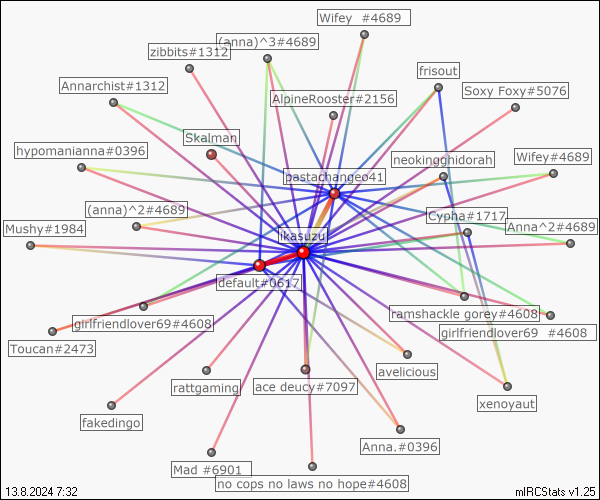 Wifey  #4689
(anna)^3#4689
zibbits#1312
frisout
Annarchist#1312
Soxy Foxy#5076
AlpineRooster#2156
Skalman
hypomanianna#0396
neokingghidorah
Wifey#4689
pastachangeo41
(anna)^2#4689
Cypha#1717
Mushy#1984
Anna^2#4689
ikasuzu
default#0617
ramshackle gorey#4608
girlfriendlover69#4608
girlfriendlover69  #4608
Toucan#2473
avelicious
rattgaming
ace deucy#7097
xenoyaut
fakedingo
Anna.#0396
Mad #6901
no cops no laws no hope#4608
13.8.2024 7:32
mIRCStats v1.25